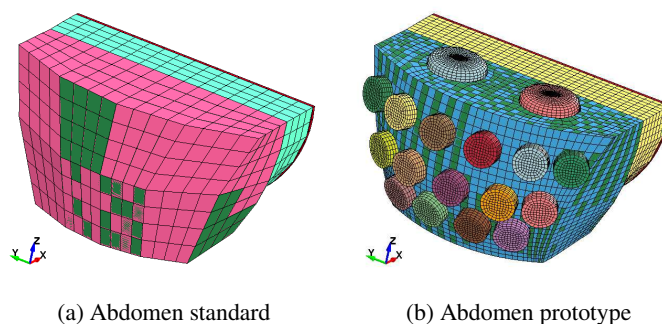 Z
Y
X
Z
Y
X
(a) Abdomen standard
(b) Abdomen prototype